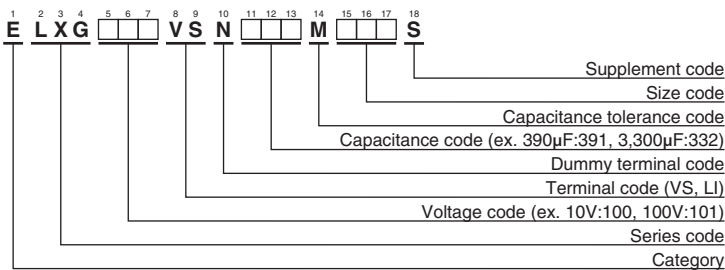 1 2 3 4 5 6 7 8 9 10 11 12 13 14 15 16 17 18
E L X G V S N M S
Supplement code
Size code
Capacitance tolerance code
Capacitance code (ex. 390µF:391, 3,300µF:332)
Dummy terminal code
Terminal code (VS, LI)
Voltage code (ex. 10V:100, 100V:101)
Series code
Category